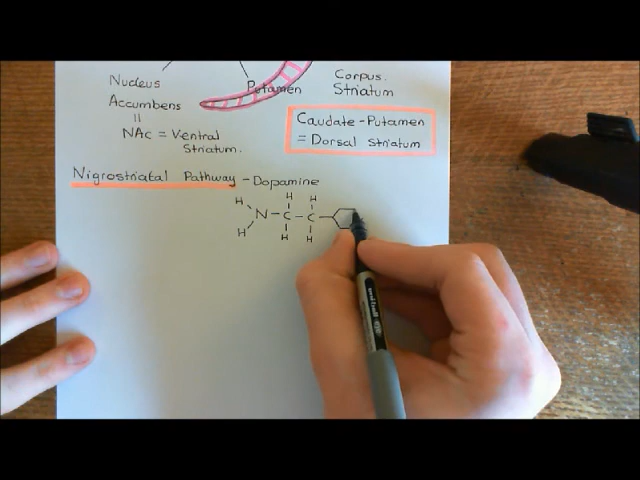 Nucleus
Accumbens
॥
NAc = Ventral
Striatum.
Putamen
Corpus.
Striatum
Caudate - Putamen
= Dorsal Striatum
Nigrostriatal Pathway - Dopamine
H H H
N - C - C
H H H